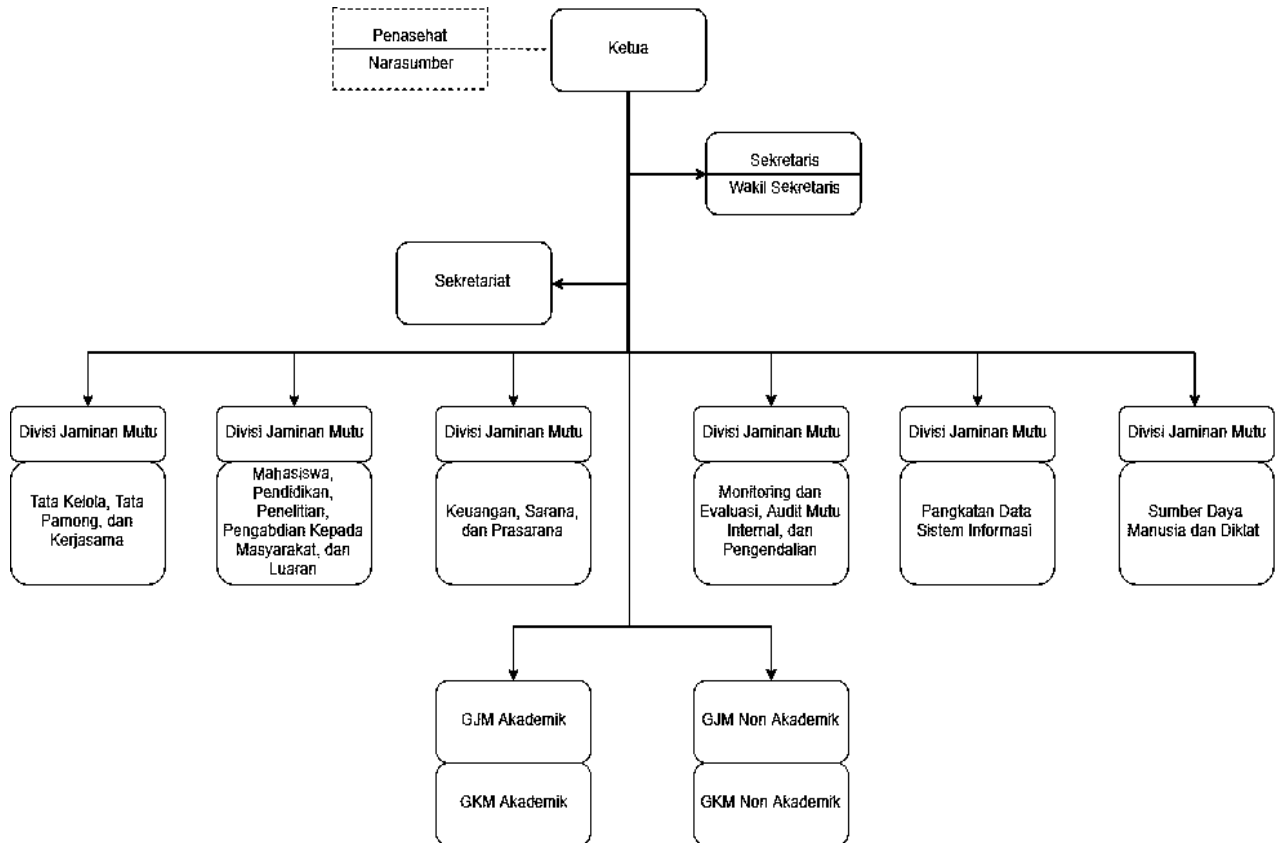 Penasehat
Narasumber
Ketua
Sekretaris
Wakil Sekretaris
Sekretariat
Divisi Jaminan Mutu
Tata Kelola, Tata
Pamong, dan
Kerjasama
Divisi Jaminan Mutu
Mahasiswa,
Pendidikan,
Penelitian,
Pengabdian Kepada
Masyarakat, dan
Luaran
Divisi Jaminan Mutu
Keuangan, Sarana,
dan Prasarana
Divisi Jaminan Mutu
Monitoring dan
Evaluasi, Audit Mutu
Internal, dan
Pengendalian
Divisi Jaminan Mutu
Pangkatan Data
Sistem Informasi
Divisi Jaminan Mutu
Sumber Daya
Manusia dan Diklat
GJM Akademik
GKM Akademik
GJM Non Akademik
GKM Non Akademik